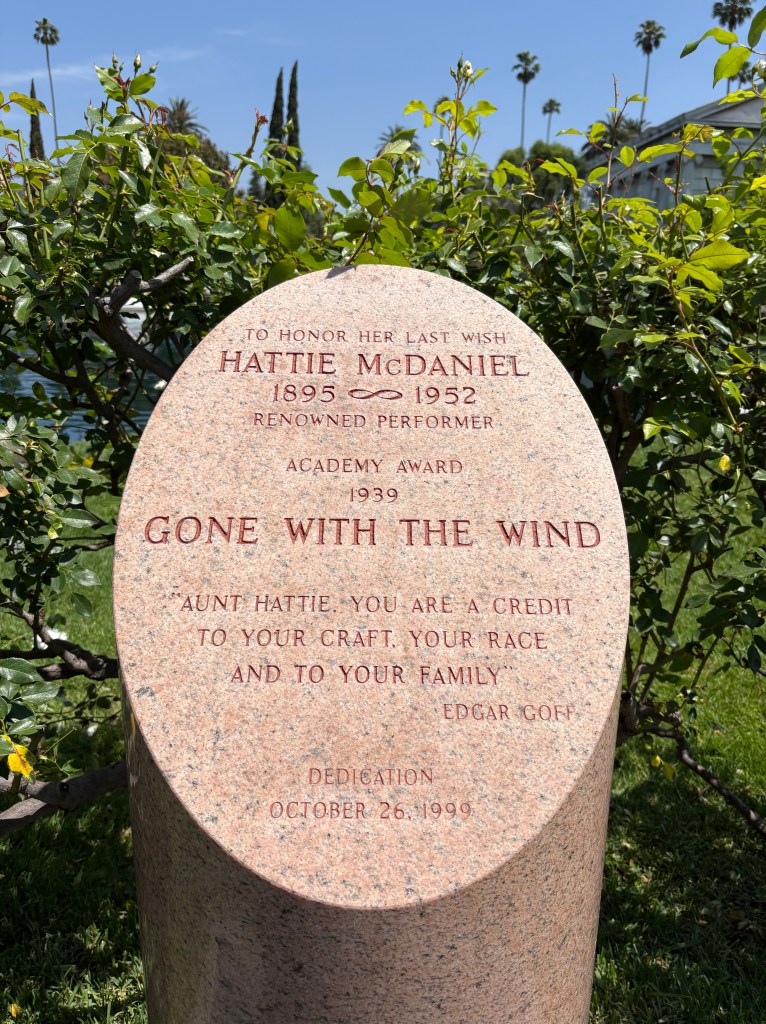 TO HONOR HER LAST WISH
HATTIE McDANIEL
1895 ∞ 1952
RENOWNED PERFORMER
ACADEMY AWARD
1939
GONE WITH THE WIND
"AUNT HATTIE, YOU ARE A CREDIT
TO YOUR CRAFT, YOUR RACE
AND TO YOUR FAMILY"
EDGAR GOFF
DEDICATION
OCTOBER 26, 1999